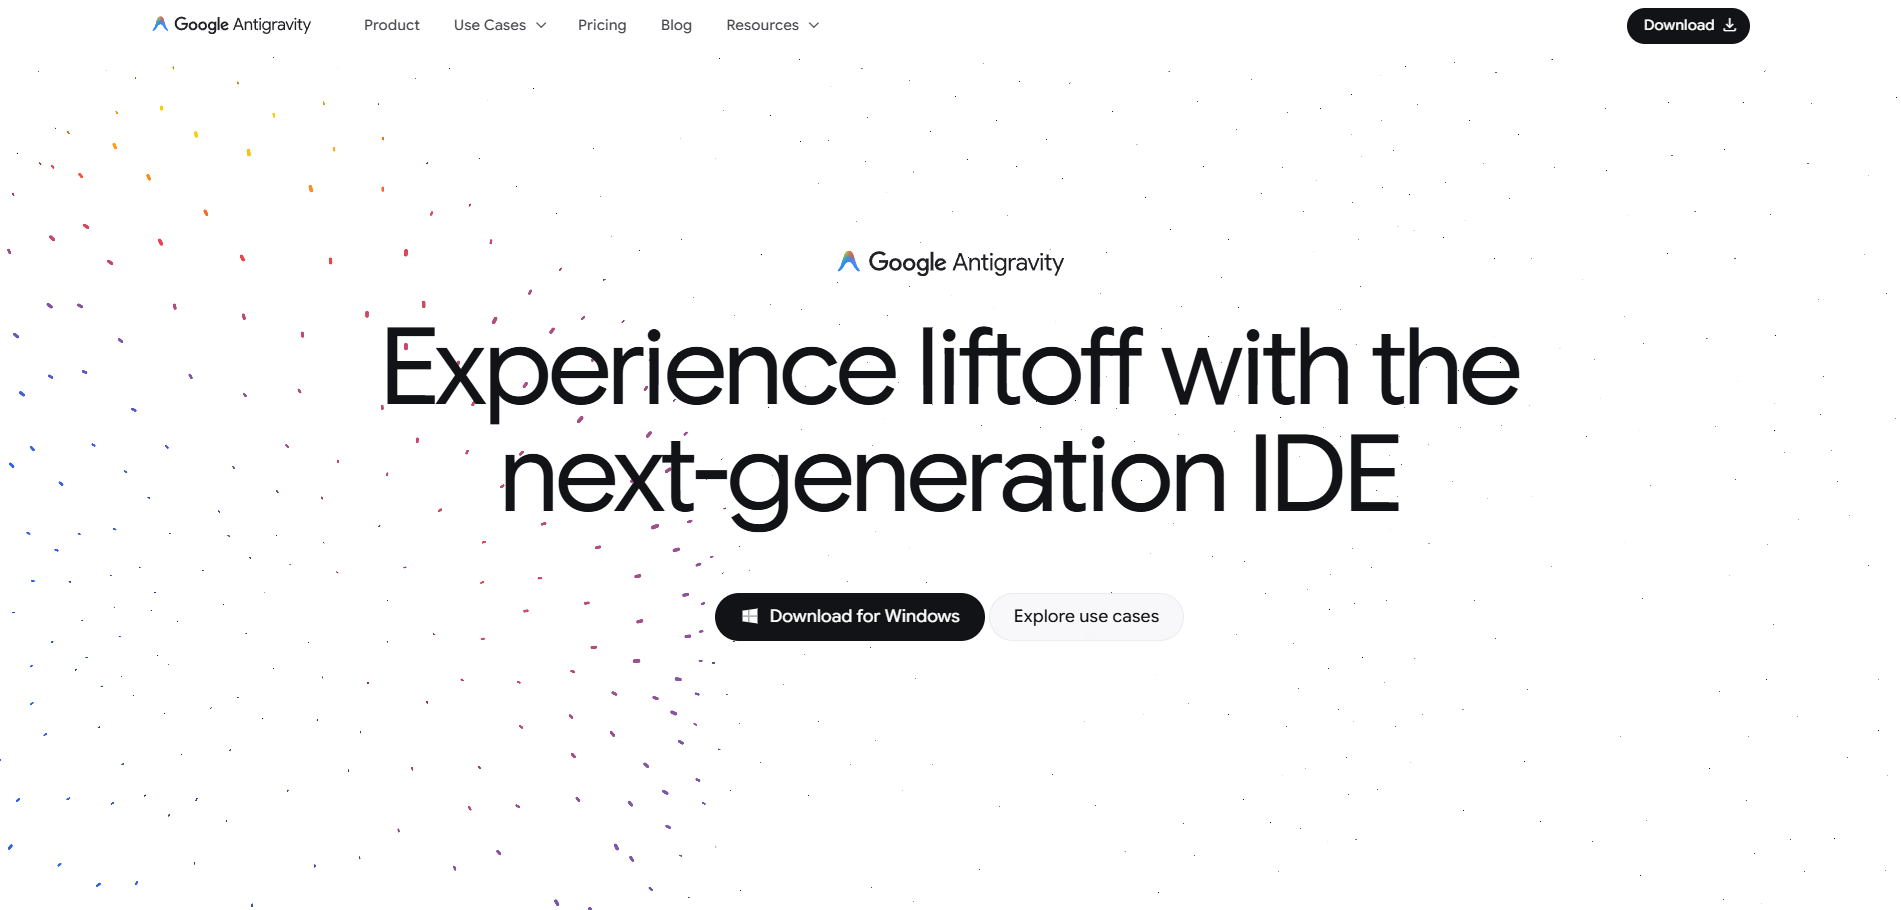 Google Antigravity
Product
Use Cases
Pricing
Blog
Resources
Download
Google Antigravity
Experience liftoff with the
next-generation IDE
Download for Windows
Explore use cases